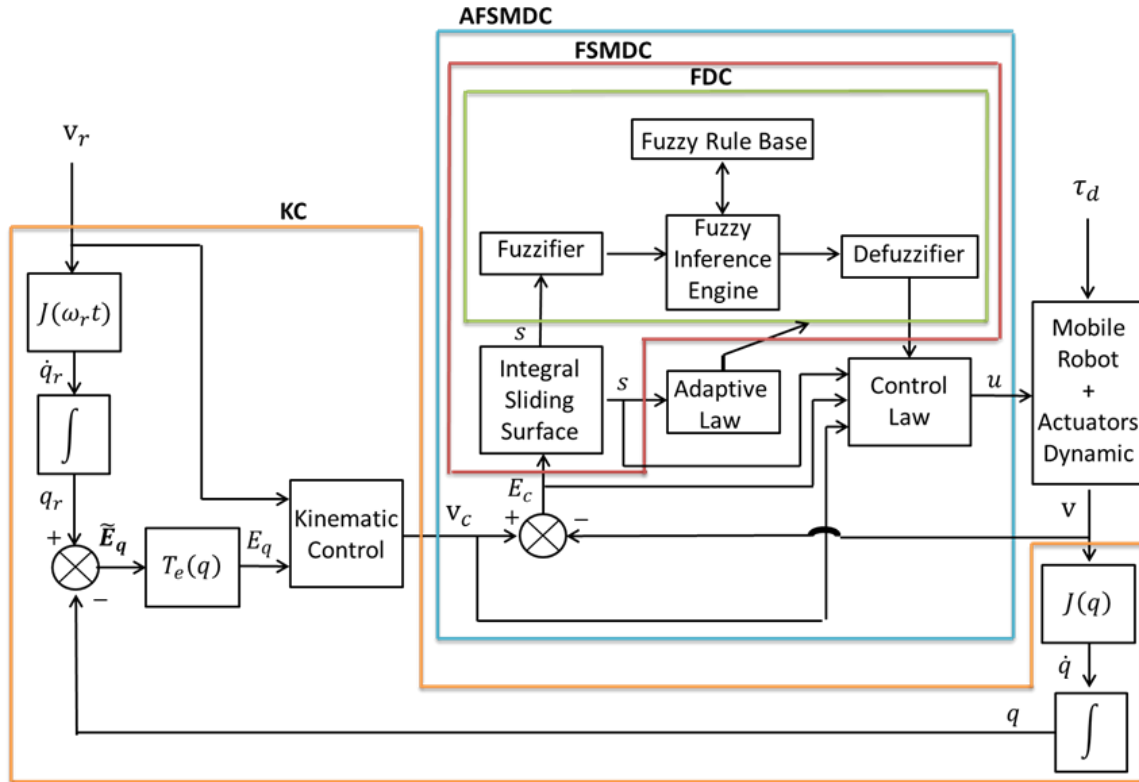 AFSMDC
FSMDC
FDC
v_r
Fuzzy Rule Base
τ_d
KC
Fuzzifier
Fuzzy
Inference
Engine
Defuzzifier
J(ω_r t)
s
Mobile
Robot
+
Actuators
Dynamic
q̇_r
Integral
Sliding
Surface
s
Adaptive
Law
Control
Law
u
∫
q_r
E_c
v
+
Ẽ_q
T_e(q)
E_q
Kinematic
Control
v_c
+
−
−
J(q)
q̇
q
∫